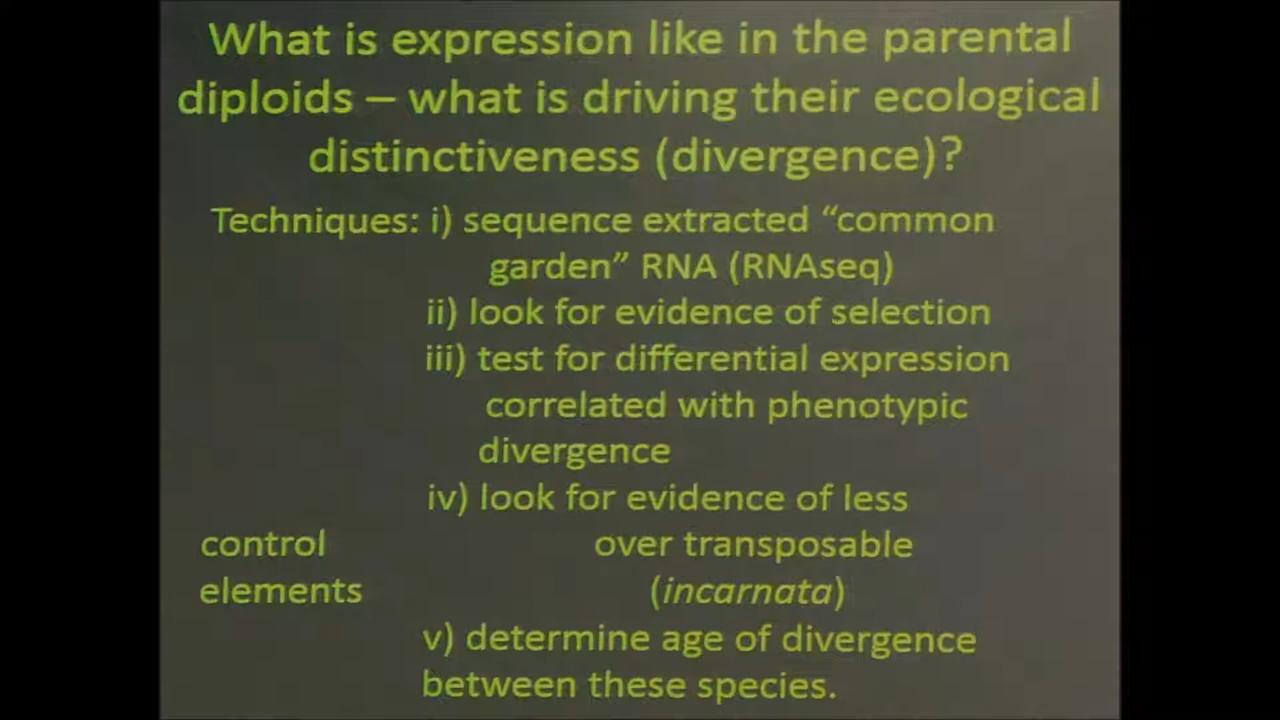 What is expression like in the parental
diploids – what is driving their ecological
distinctiveness (divergence)?
Techniques: i) sequence extracted “common
garden” RNA (RNAseq)
ii) look for evidence of selection
iii) test for differential expression
correlated with phenotypic
divergence
iv) look for evidence of less
control over transposable
elements (incarnata)
v) determine age of divergence
between these species.